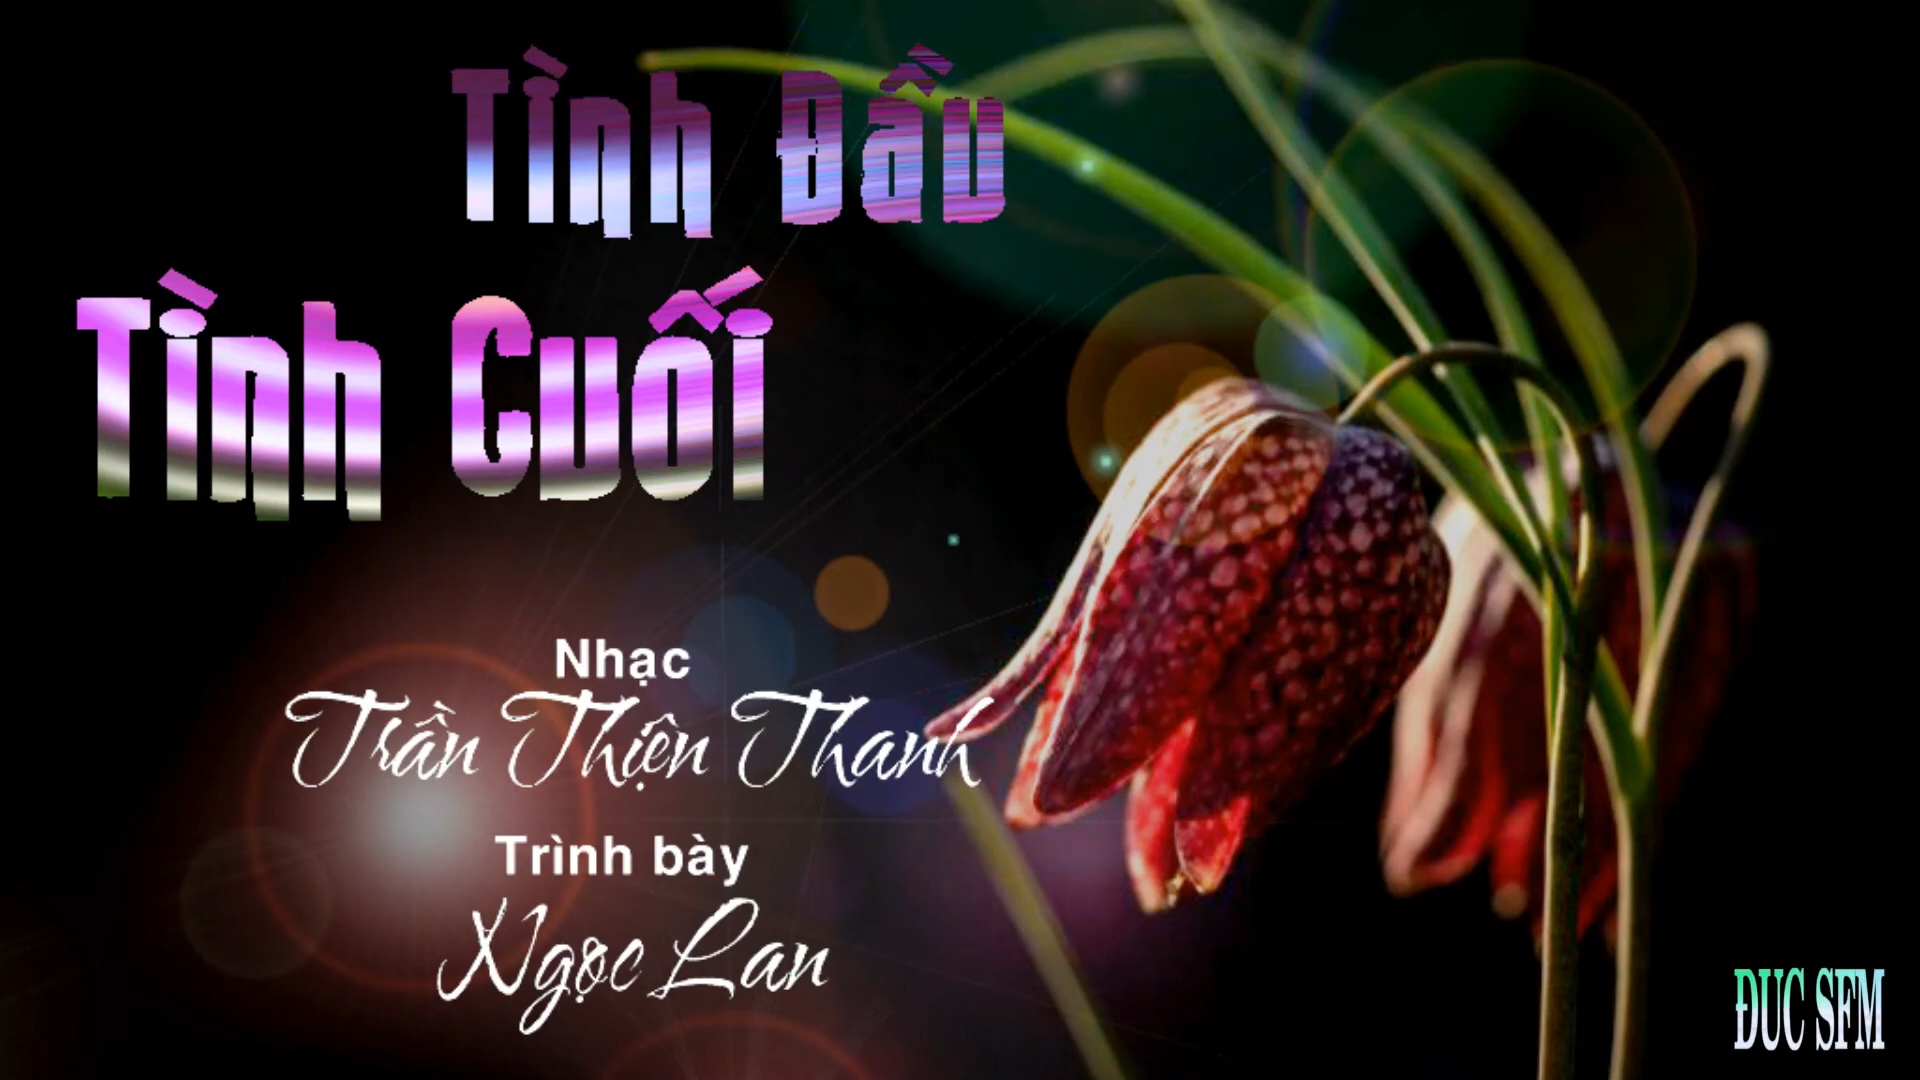 Tình Đầu
Tình Cuối
Nhạc
Trần Thiện Thanh
Trình bày
Ngọc Lan
ĐUC SFM